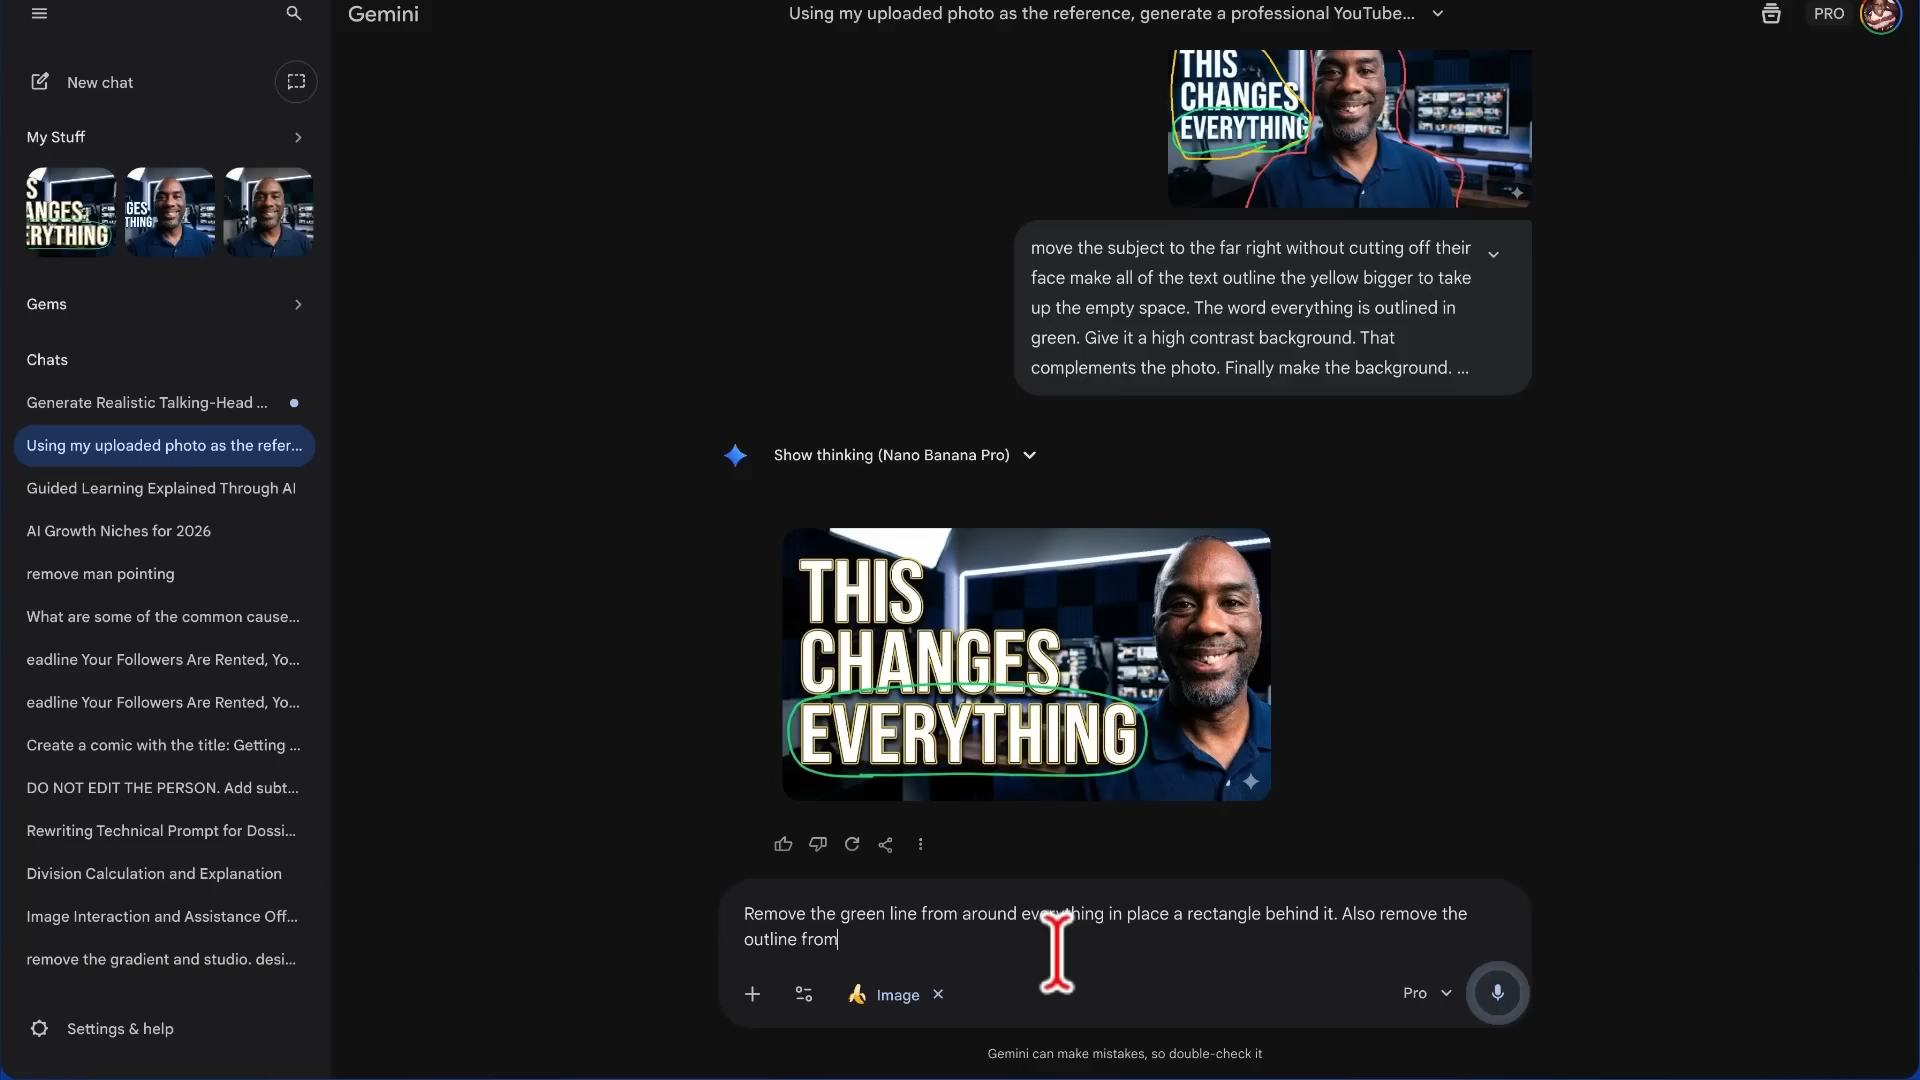 Gemini
Using my uploaded photo as the reference, generate a professional YouTube...
PRO
New chat
My Stuff
S
ANGES
ERYTHING
GES
THING
Gems
Chats
Generate Realistic Talking-Head ...
Using my uploaded photo as the refer...
Guided Learning Explained Through AI
AI Growth Niches for 2026
remove man pointing
What are some of the common cause...
eadline Your Followers Are Rented, Yo...
eadline Your Followers Are Rented, Yo...
Create a comic with the title: Getting ...
DO NOT EDIT THE PERSON. Add subt...
Rewriting Technical Prompt for Dossi...
Division Calculation and Explanation
Image Interaction and Assistance Off...
remove the gradient and studio. desi...
Settings & help
THIS
CHANGES
EVERYTHING
move the subject to the far right without cutting off their
face make all of the text outline the yellow bigger to take
up the empty space. The word everything is outlined in
green. Give it a high contrast background. That
complements the photo. Finally make the background. ...
Show thinking (Nano Banana Pro)
THIS
CHANGES
EVERYTHING
Remove the green line from around everything in place a rectangle behind it. Also remove the
outline from
Image
Pro
Gemini can make mistakes, so double-check it